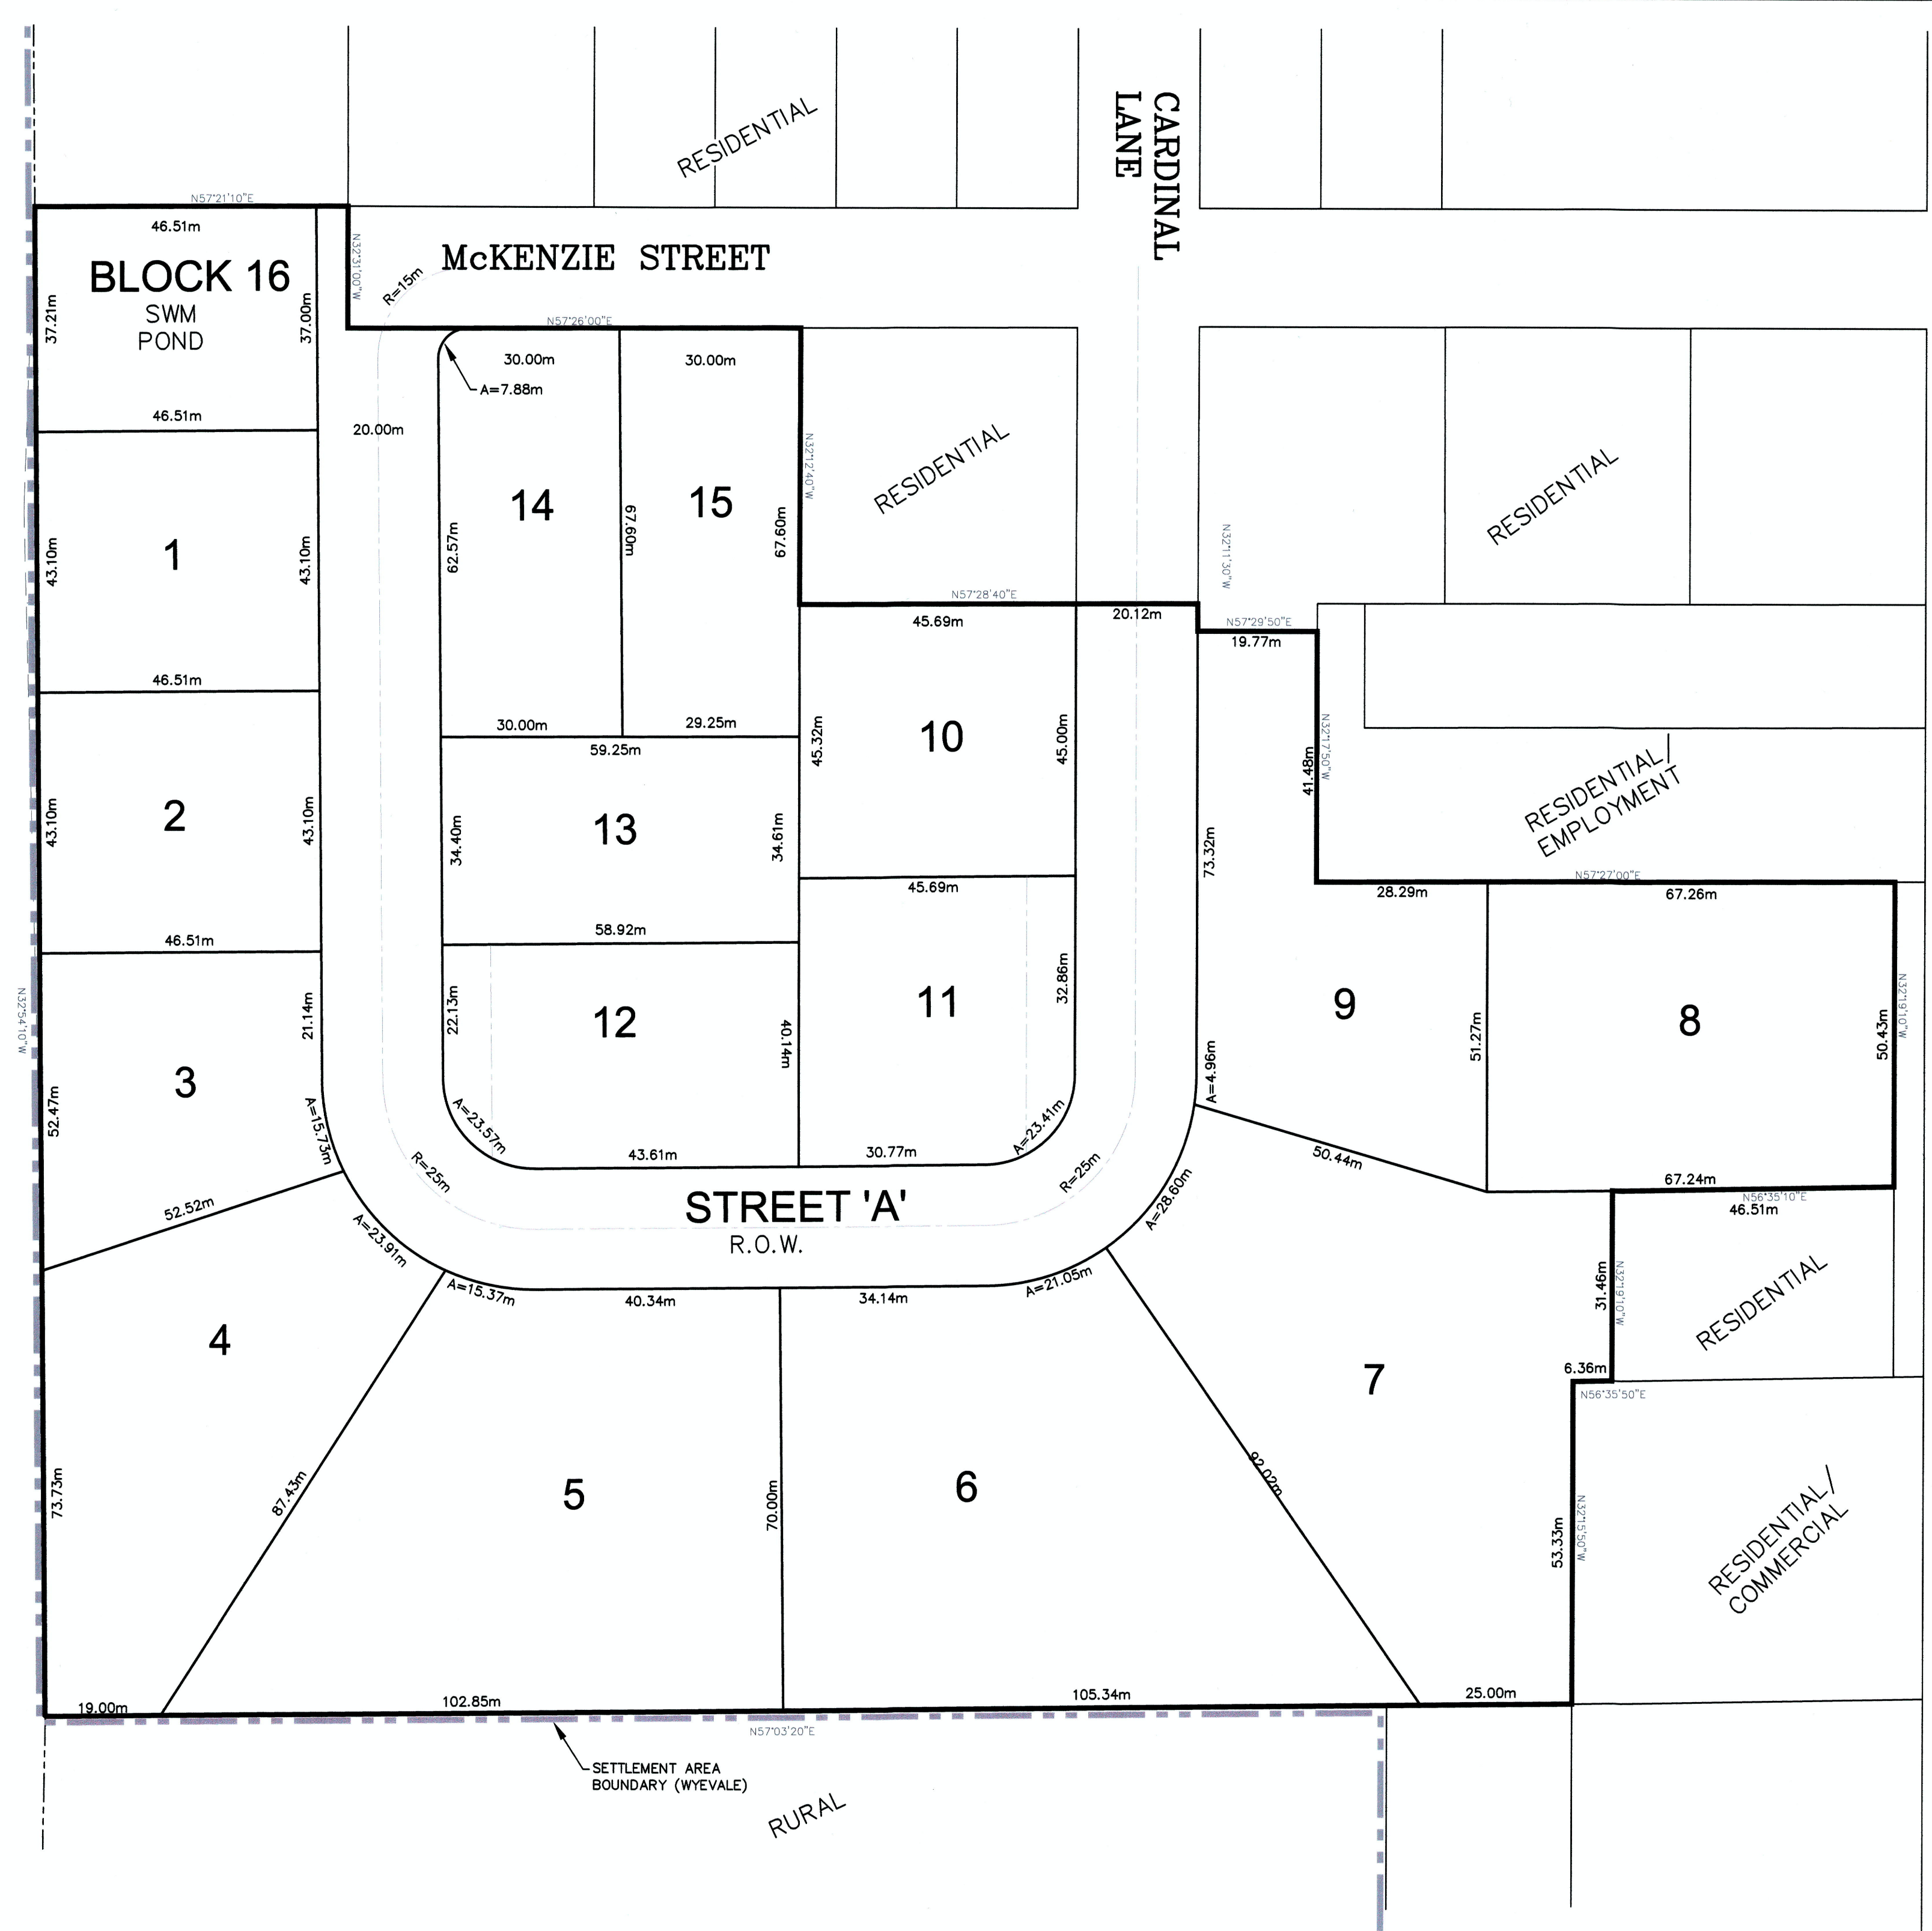 CARDINAL
LANE
RESIDENTIAL
N57°21'10"E
46.51m
BLOCK 16
SWM
POND
37.21m
37.00m
46.51m
N32°31'00"W
McKENZIE STREET
R=15m
N57°26'00"E
30.00m
30.00m
A=7.88m
20.00m
14
15
62.57m
67.60m
67.60m
N32°12'40"W
RESIDENTIAL
RESIDENTIAL
N32°11'30"W
1
43.10m
43.10m
46.51m
N57°28'40"E
45.69m
20.12m
N57°29'50"E
19.77m
30.00m
29.25m
59.25m
45.32m
10
45.00m
41.48m
N32°17'50"W
RESIDENTIAL/
EMPLOYMENT
2
43.10m
43.10m
46.51m
34.40m
13
34.61m
58.92m
73.32m
45.69m
28.29m
N57°27'00"E
67.26m
N32°54'10"W
3
21.14m
52.47m
A=15.73m
22.13m
12
40.14m
11
32.86m
9
51.27m
8
50.43m
N32°19'10"W
A=4.96m
A=23.57m
43.61m
30.77m
A=23.41m
50.44m
67.24m
N56°35'10"E
46.51m
52.52m
R=25m
R=25m
STREET 'A'
R.O.W.
A=23.91m
A=28.60m
A=15.37m
40.34m
34.14m
A=21.05m
31.46m
N32°19'10"W
RESIDENTIAL
4
7
6.36m
N56°35'50"E
73.73m
87.43m
5
70.00m
6
92.02m
53.33m
N32°15'50"W
RESIDENTIAL/
COMMERCIAL
19.00m
102.85m
105.34m
25.00m
N57°03'20"E
SETTLEMENT AREA
BOUNDARY (WYEVALE)
RURAL